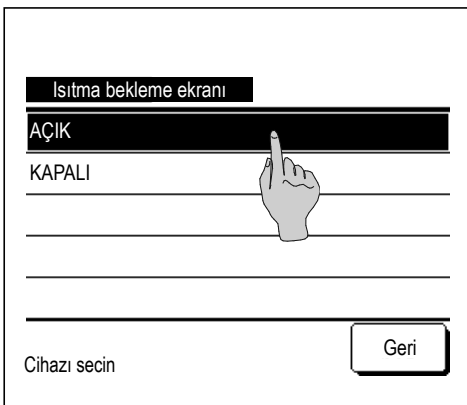 Isıtma bekleme ekranı
AÇIK
KAPALI
Cihazı secin
Geri